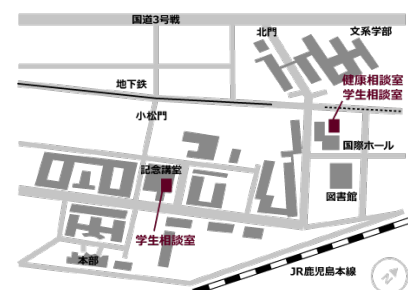 国道3号戦
北門
文系学部
地下鉄
健康相談室
学生相談室
小松門
国際ホール
記念講堂
図書館
学生相談室
本部
JR鹿児島本線